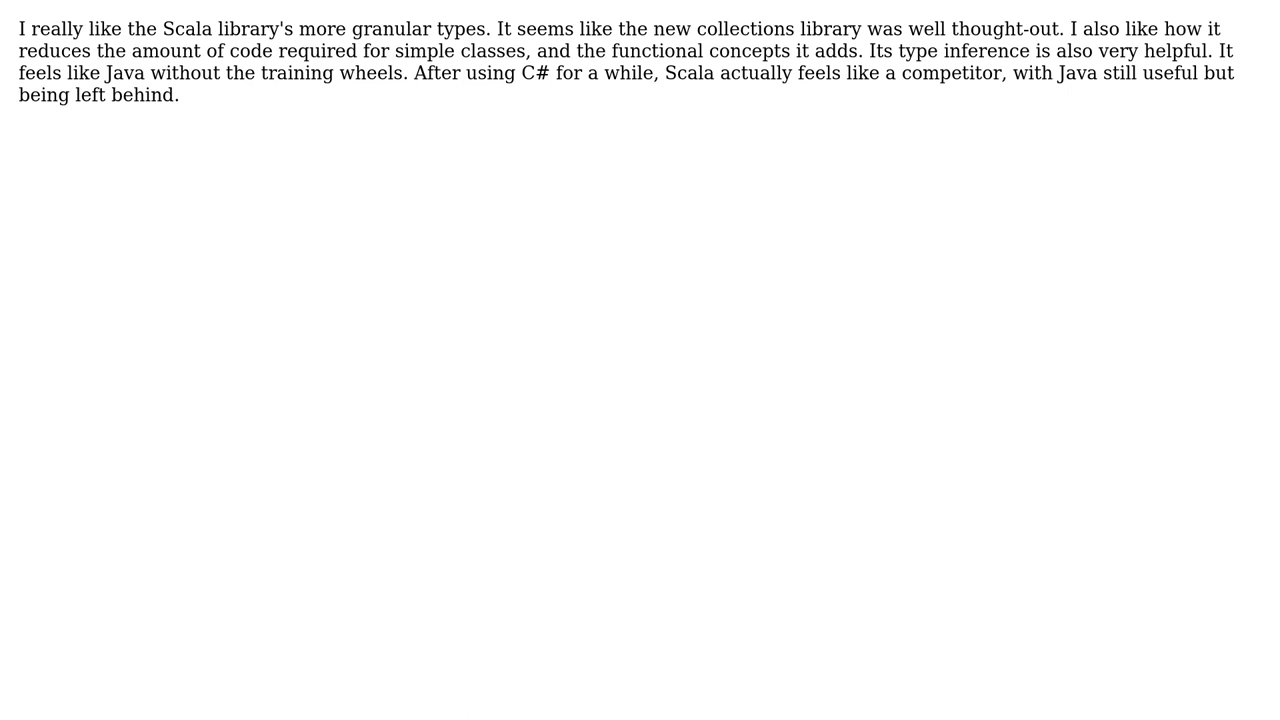 I really like the Scala library's more granular types. It seems like the new collections library was well thought-out. I also like how it
reduces the amount of code required for simple classes, and the functional concepts it adds. Its type inference is also very helpful. It
feels like Java without the training wheels. After using C# for a while, Scala actually feels like a competitor, with Java still useful but
being left behind.